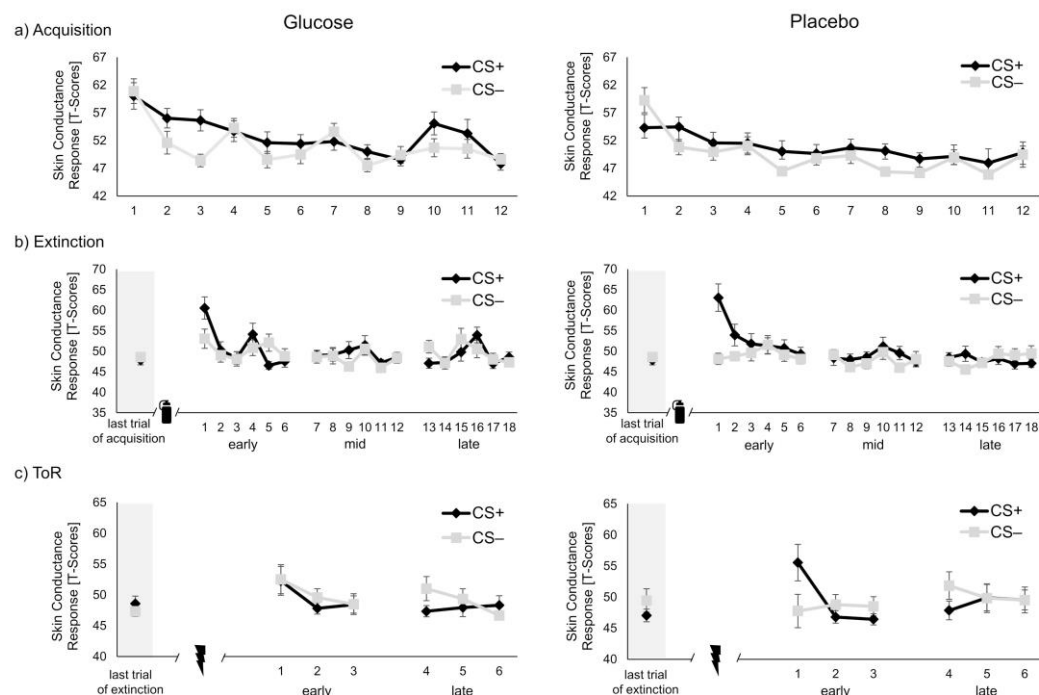 Glucose
Placebo
a) Acquisition
Skin Conductance
Response [T-Scores]
67
62
57
52
47
42
CS+
CS–
1 2 3 4 5 6 7 8 9 10 11 12
Skin Conductance
Response [T-Scores]
67
62
57
52
47
42
CS+
CS–
1 2 3 4 5 6 7 8 9 10 11 12
b) Extinction
Skin Conductance
Response [T-Scores]
70
65
60
55
50
45
40
35
CS+
CS–
last trial
of acquisition
1 2 3 4 5 6 7 8 9 10 11 12 13 14 15 16 17 18
early mid late
Skin Conductance
Response [T-Scores]
70
65
60
55
50
45
40
35
CS+
CS–
last trial
of acquisition
1 2 3 4 5 6 7 8 9 10 11 12 13 14 15 16 17 18
early mid late
c) ToR
Skin Conductance
Response [T-Scores]
65
60
55
50
45
40
CS+
CS–
last trial
of extinction
1 2 3 4 5 6
early late
Skin Conductance
Response [T-Scores]
65
60
55
50
45
40
CS+
CS–
last trial
of extinction
1 2 3 4 5 6
early late